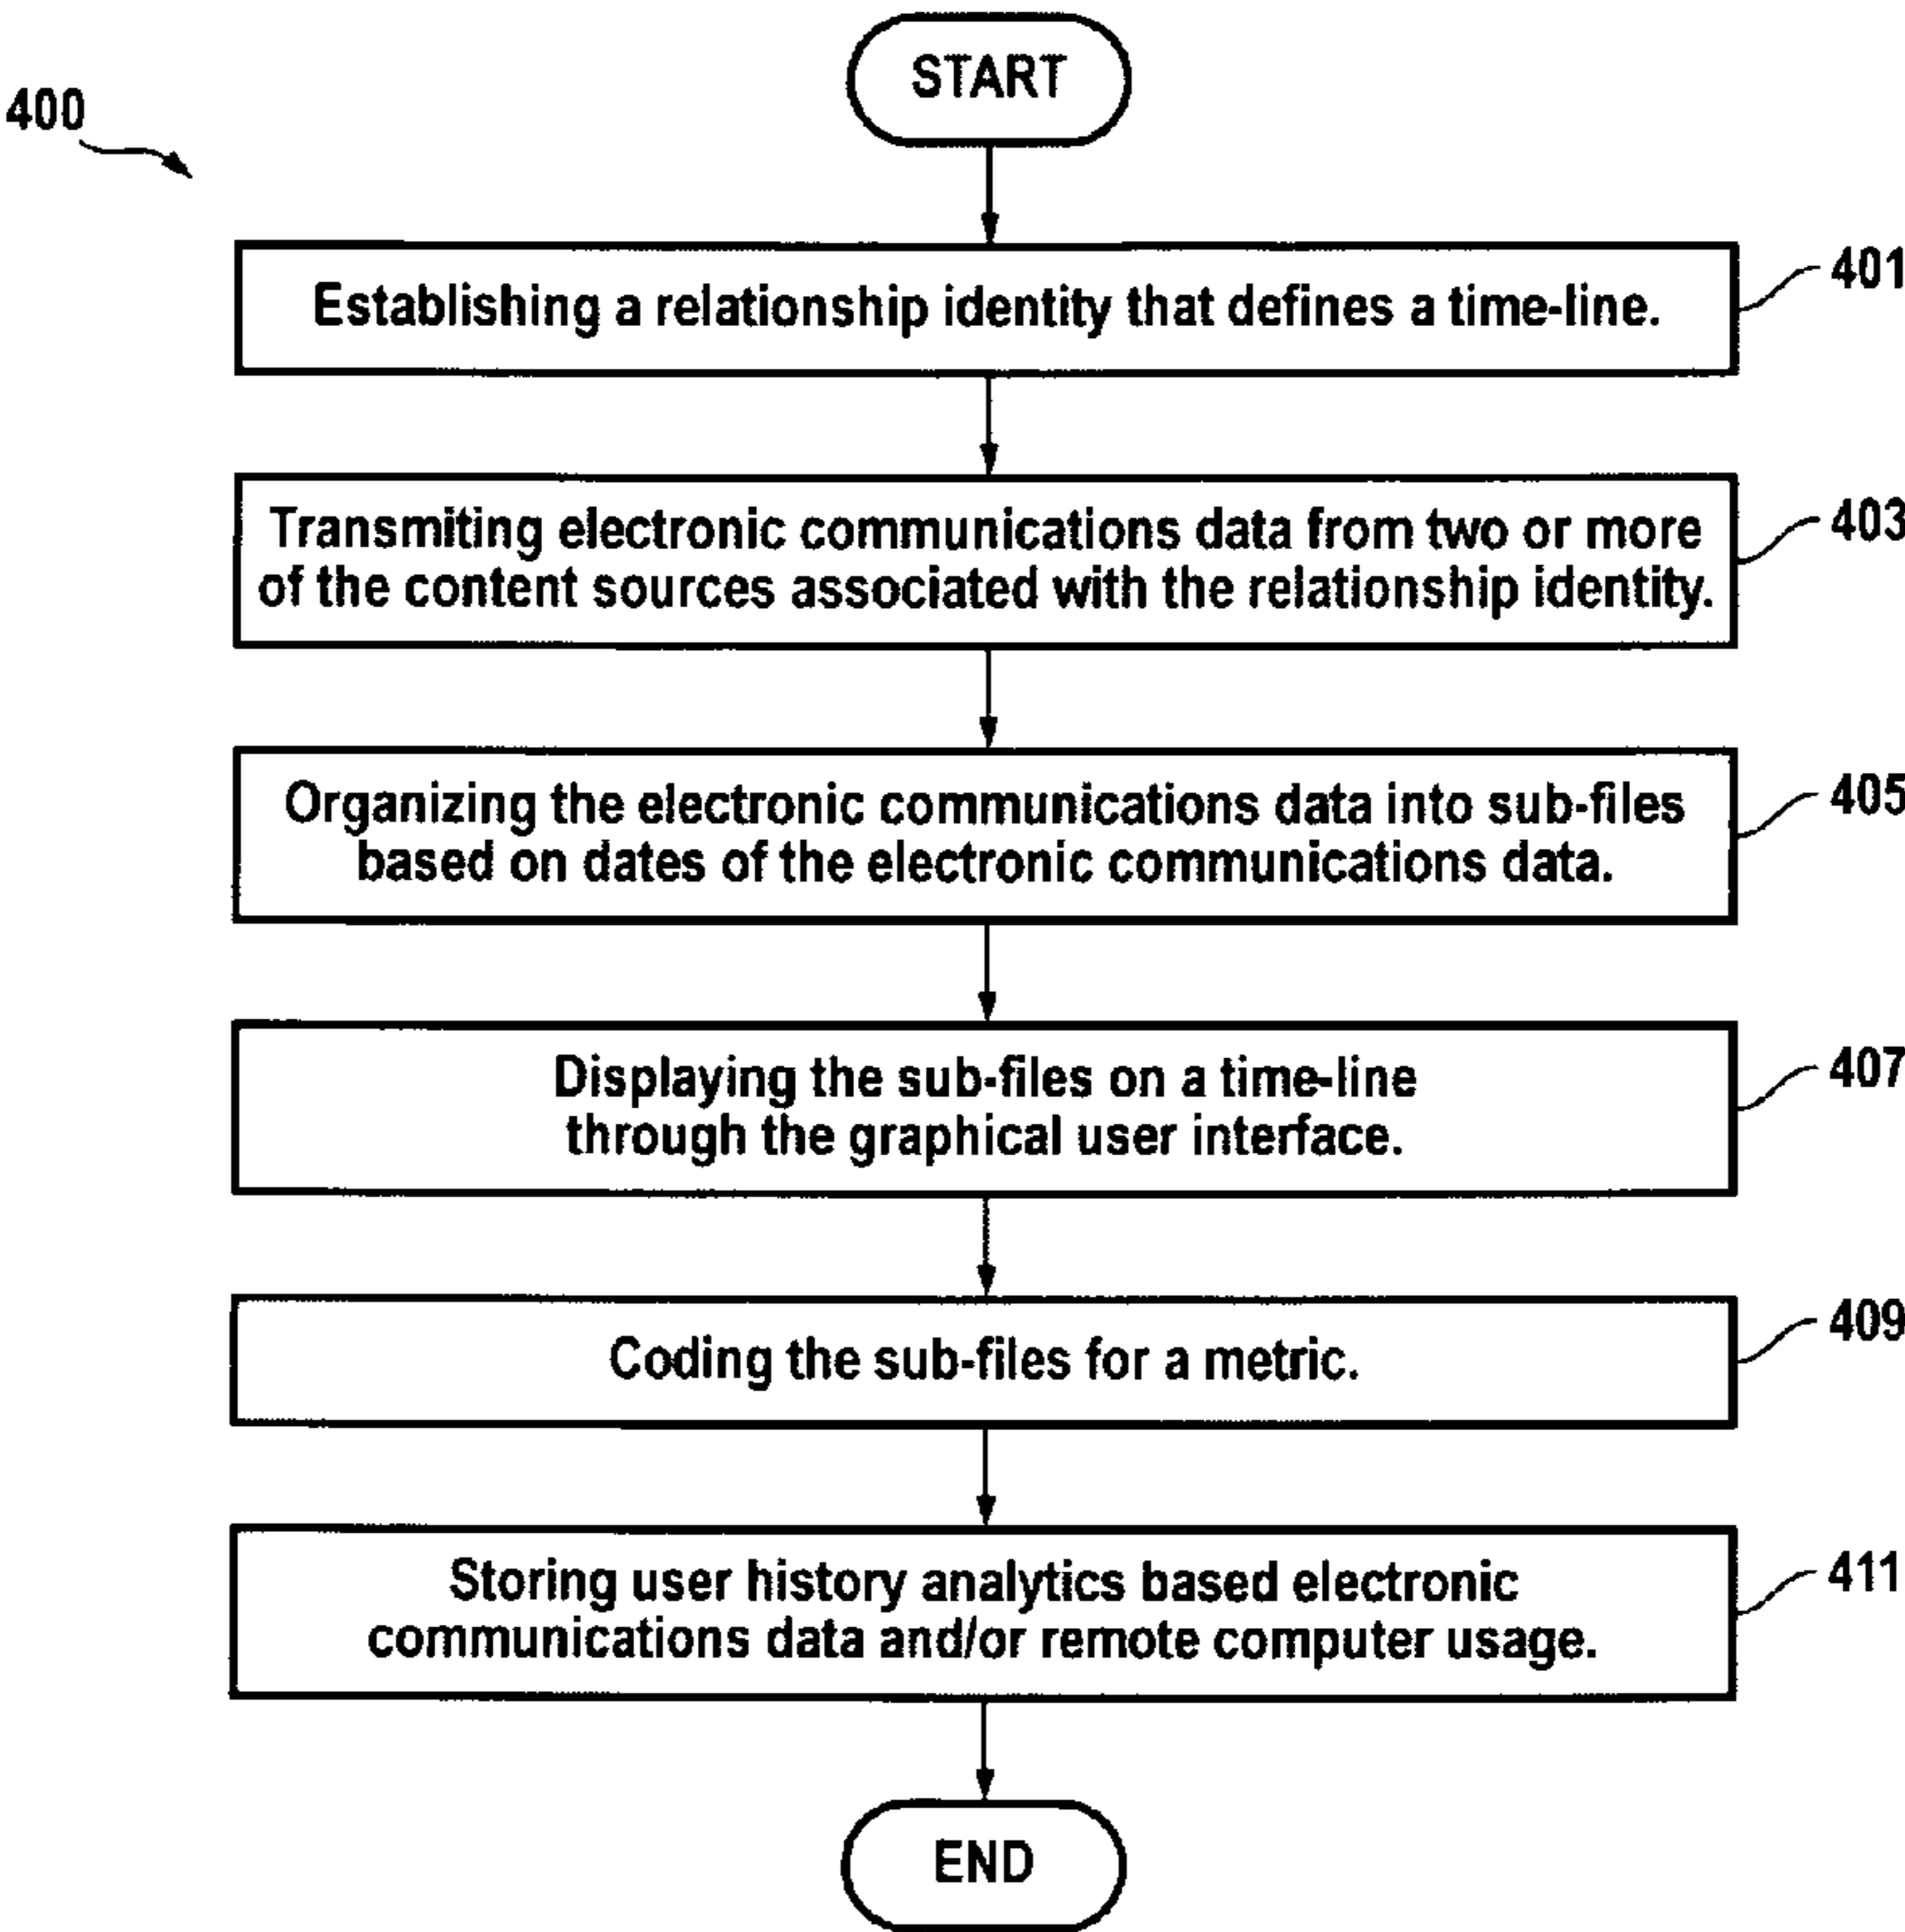 START
400
Establishing a relationship identity that defines a time-line.
401
Transmiting electronic communications data from two or more
of the content sources associated with the relationship identity.
403
Organizing the electronic communications data into sub-files
based on dates of the electronic communications data.
405
Displaying the sub-files on a time-line
through the graphical user interface.
407
Coding the sub-files for a metric.
409
Storing user history analytics based electronic
communications data and/or remote computer usage.
411
END